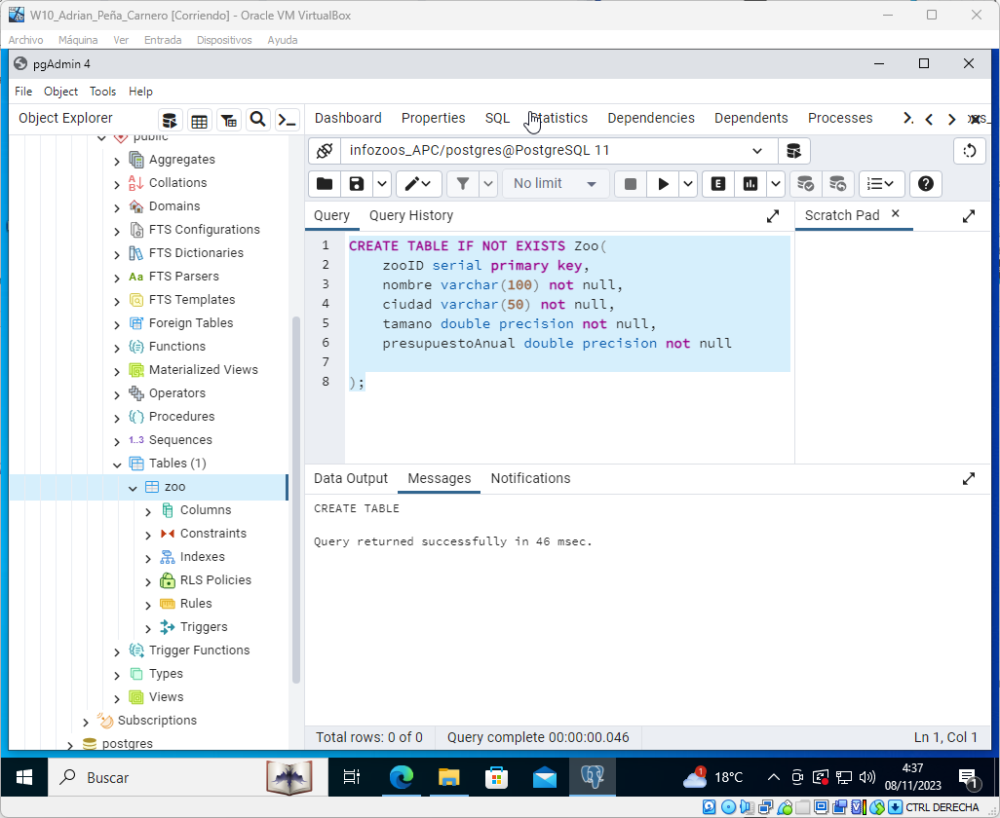 W10_Adrian_Peña_Carnero [Corriendo] - Oracle VM VirtualBox
Archivo Máquina Ver Entrada Dispositivos Ayuda
pgAdmin 4
File Object Tools Help
Object Explorer
Dashboard Properties SQL Statistics Dependencies Dependents Processes
public
Aggregates
Collations
Domains
FTS Configurations
FTS Dictionaries
Aa FTS Parsers
FTS Templates
Foreign Tables
Functions
Materialized Views
Operators
Procedures
1..3 Sequences
Tables (1)
zoo
Columns
Constraints
Indexes
RLS Policies
Rules
Triggers
Trigger Functions
Types
Views
Subscriptions
postgres
infozoos_APC/postgres@PostgreSQL 11
No limit
E
Query Query History
Scratch Pad
1 CREATE TABLE IF NOT EXISTS Zoo(
2 zooID serial primary key,
3 nombre varchar(100) not null,
4 ciudad varchar(50) not null,
5 tamano double precision not null,
6 presupuestoAnual double precision not null
7
8 );
Data Output Messages Notifications
CREATE TABLE
Query returned successfully in 46 msec.
Total rows: 0 of 0 Query complete 00:00:00.046 Ln 1, Col 1
Buscar
1
18°C
4:37
08/11/2023
1
CTRL DERECHA